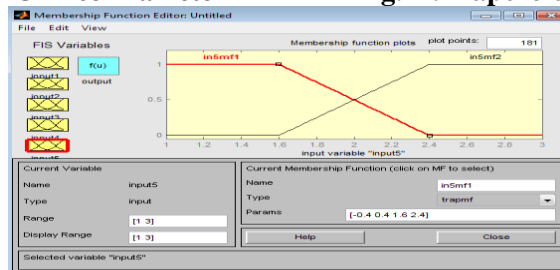 Membership Function Editor: Untitled
File Edit View
FIS Variables
Membership function plots
plot points:
181
input1
input2
input3
input4
f(u)
output
in5mf1
in5mf2
1
0.5
0
1 1.2 1.4 1.6 1.8 2 2.2 2.4 2.6 2.8 3
input variable "input5"
Current Variable
Name input5
Type input
Range [1 3]
Display Range [1 3]
Current Membership Function (click on MF to select)
Name in5mf1
Type trapmf
Params [-0.4 0.4 1.6 2.4]
Help Close
Selected variable "input5"